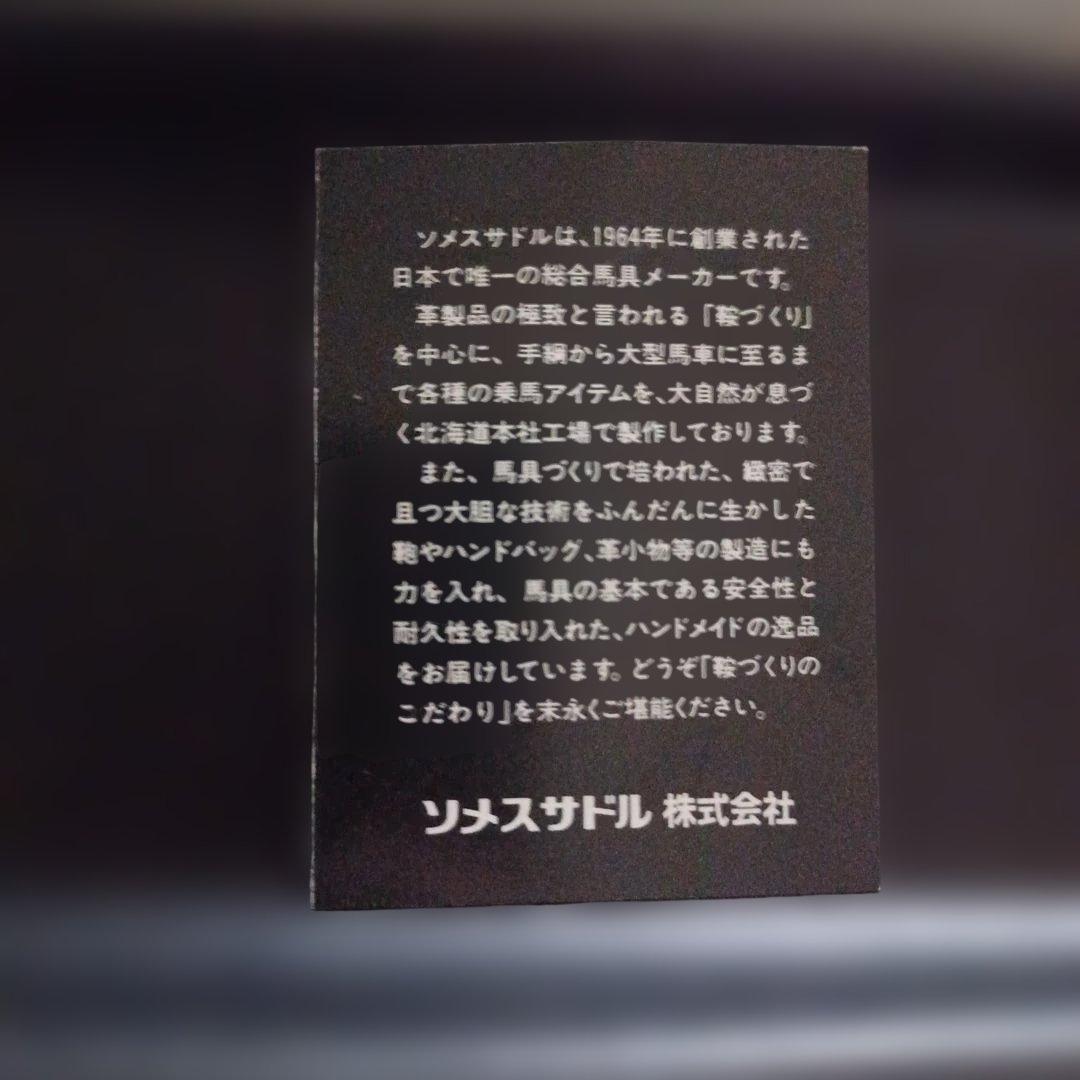 ソメスサドルは、1964年に創業された
日本で唯一の総合馬具メーカーです。
革製品の極致と言われる「鞍づくり」
を中心に、手綱から大型馬車に至るま
で各種の乗馬アイテムを、大自然が息づ
く北海道本社工場で製作しております。
また、馬具づくりで培われた、緻密で
且つ大胆な技術をふんだんに生かした
鞄やハンドバッグ、革小物等の製造にも
力を入れ、馬具の基本である安全性と
耐久性を取り入れた、ハンドメイドの逸品
をお届けしています。どうぞ「鞍づくりの
こだわり」を末永くご堪能ください。
ソメスサドル 株式会社